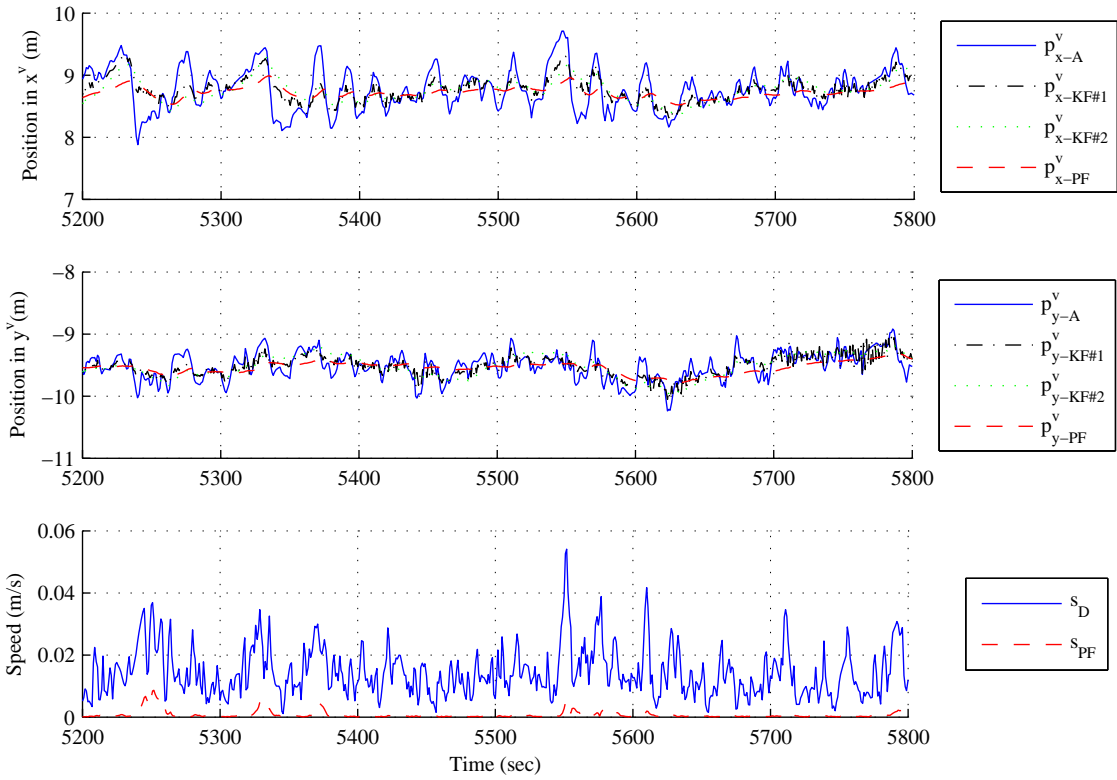 Position in x^v (m)
10
9
8
7
5200 5300 5400 5500 5600 5700 5800
p^v_x−A
p^v_x−KF#1
p^v_x−KF#2
p^v_x−PF
Position in y^v(m)
−8
−9
−10
−11
5200 5300 5400 5500 5600 5700 5800
p^v_y−A
p^v_y−KF#1
p^v_y−KF#2
p^v_y−PF
Speed (m/s)
0.06
0.04
0.02
0
5200 5300 5400 5500 5600 5700 5800
Time (sec)
s_D
s_PF